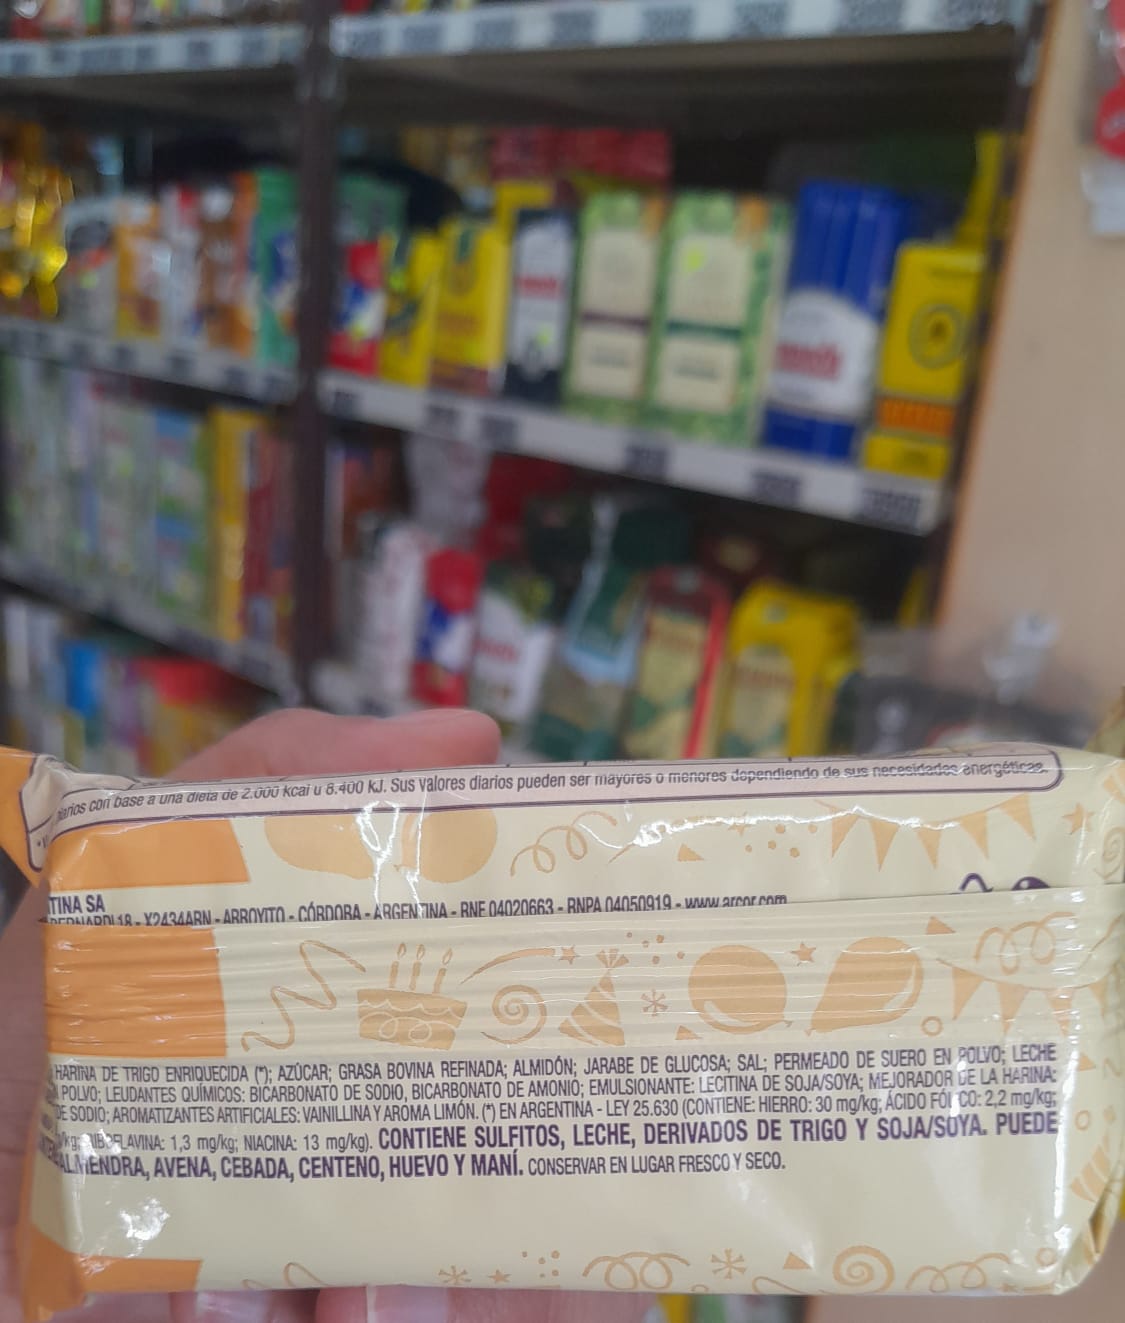 diarios con base a una dieta de 2.000 kcal u 8.400 kJ. Sus valores diarios pueden ser mayores o menores dependiendo de sus necesidades energéticas.
TINA SA
18 - X2434ARN - ARROYITO - CÓRDOBA - ARGENTINA - RNE 04020663 - RNPA 04050919 - www.arcor.com
HARINA DE TRIGO ENRIQUECIDA (*); AZÚCAR; GRASA BOVINA REFINADA; ALMIDÓN; JARABE DE GLUCOSA; SAL; PERMEADO DE SUERO EN POLVO; LECHE
POLVO; LEUDANTES QUÍMICOS: BICARBONATO DE SODIO, BICARBONATO DE AMONIO; EMULSIONANTE: LECITINA DE SOJA/SOYA; MEJORADOR DE LA HARINA:
DE SODIO; AROMATIZANTES ARTIFICIALES: VAINILLINA Y AROMA LIMÓN. (*) EN ARGENTINA - LEY 25.630 (CONTIENE: HIERRO: 30 mg/kg; ÁCIDO FÓLICO: 2,2 mg/kg;
mg/kg; RIBOFLAVINA: 1,3 mg/kg; NIACINA: 13 mg/kg). CONTIENE SULFITOS, LECHE, DERIVADOS DE TRIGO Y SOJA/SOYA. PUEDE
ALMENDRA, AVENA, CEBADA, CENTENO, HUEVO Y MANÍ. CONSERVAR EN LUGAR FRESCO Y SECO.